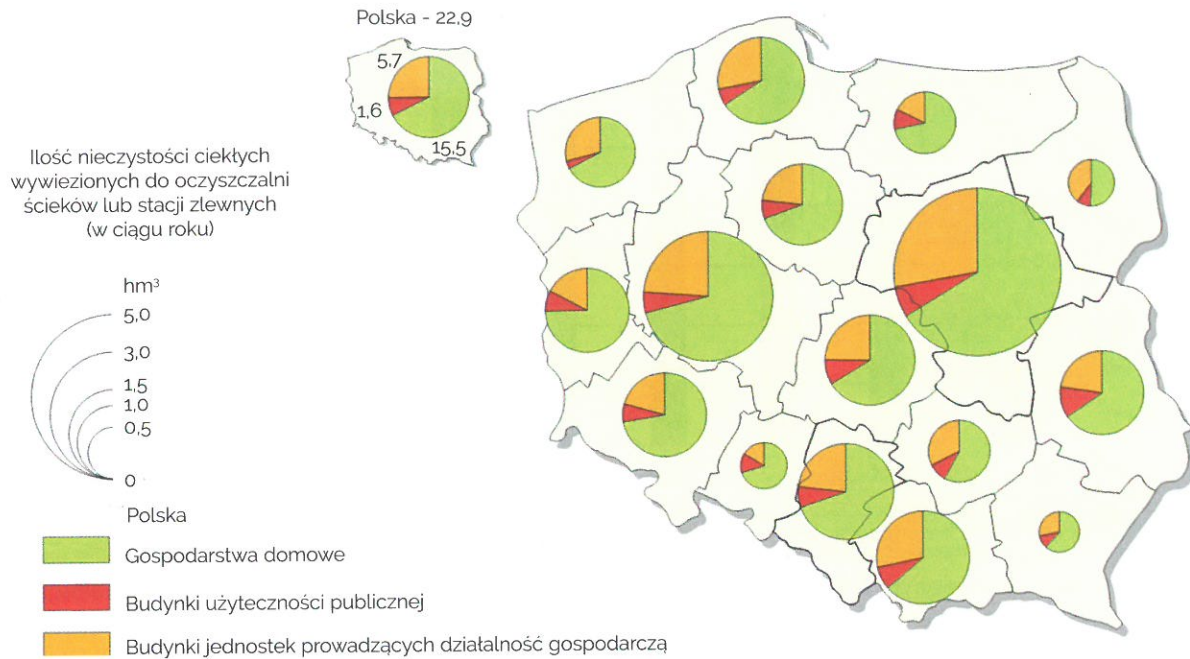 Polska - 22,9
5,7
1,6
15,5
Ilość nieczystości ciekłych
wywiezionych do oczyszczalni
ścieków lub stacji zlewnych
(w ciągu roku)
hm³
5,0
3,0
1,5
1,0
0,5
0
Polska
Gospodarstwa domowe
Budynki użyteczności publicznej
Budynki jednostek prowadzących działalność gospodarczą